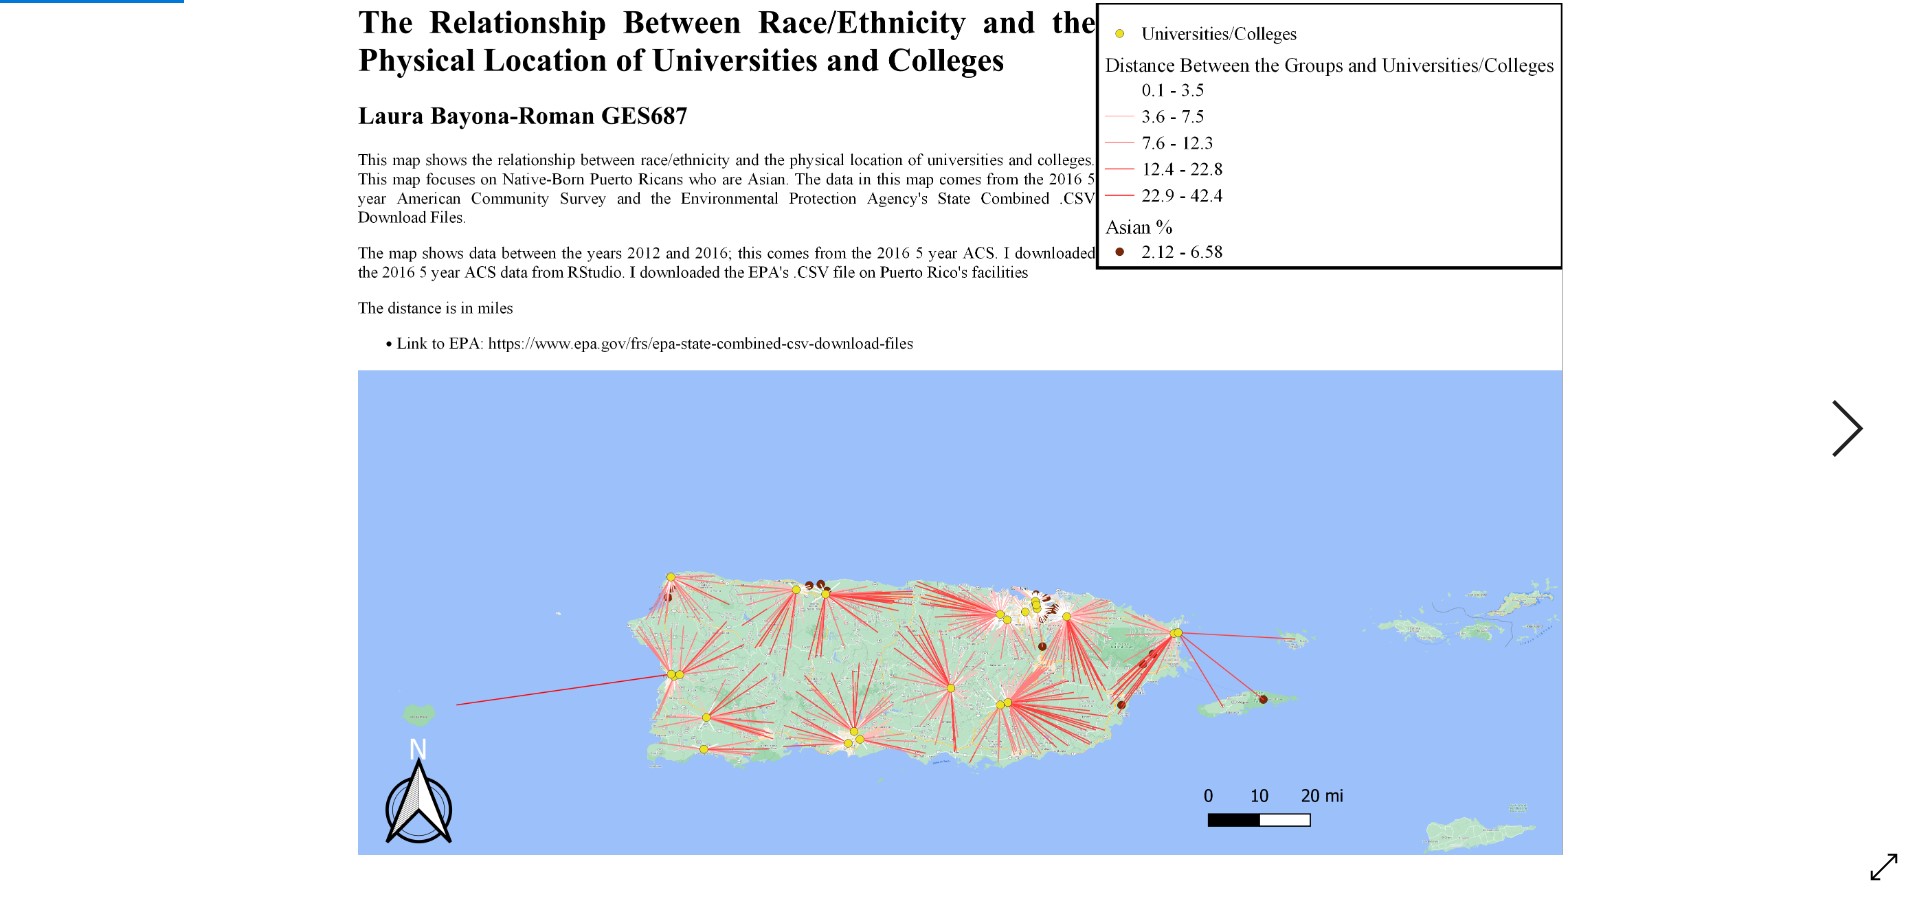 The Relationship Between Race/Ethnicity and the
Physical Location of Universities and Colleges
Laura Bayona-Roman GES687
This map shows the relationship between race/ethnicity and the physical location of universities and colleges.
This map focuses on Native-Born Puerto Ricans who are Asian. The data in this map comes from the 2016 5
year American Community Survey and the Environmental Protection Agency's State Combined .CSV
Download Files.
The map shows data between the years 2012 and 2016; this comes from the 2016 5 year ACS. I downloaded
the 2016 5 year ACS data from RStudio. I downloaded the EPA's .CSV file on Puerto Rico's facilities
The distance is in miles
• Link to EPA: https://www.epa.gov/frs/epa-state-combined-csv-download-files
Universities/Colleges
Distance Between the Groups and Universities/Colleges
0.1 - 3.5
3.6 - 7.5
7.6 - 12.3
12.4 - 22.8
22.9 - 42.4
Asian %
2.12 - 6.58
N
0 10 20 mi